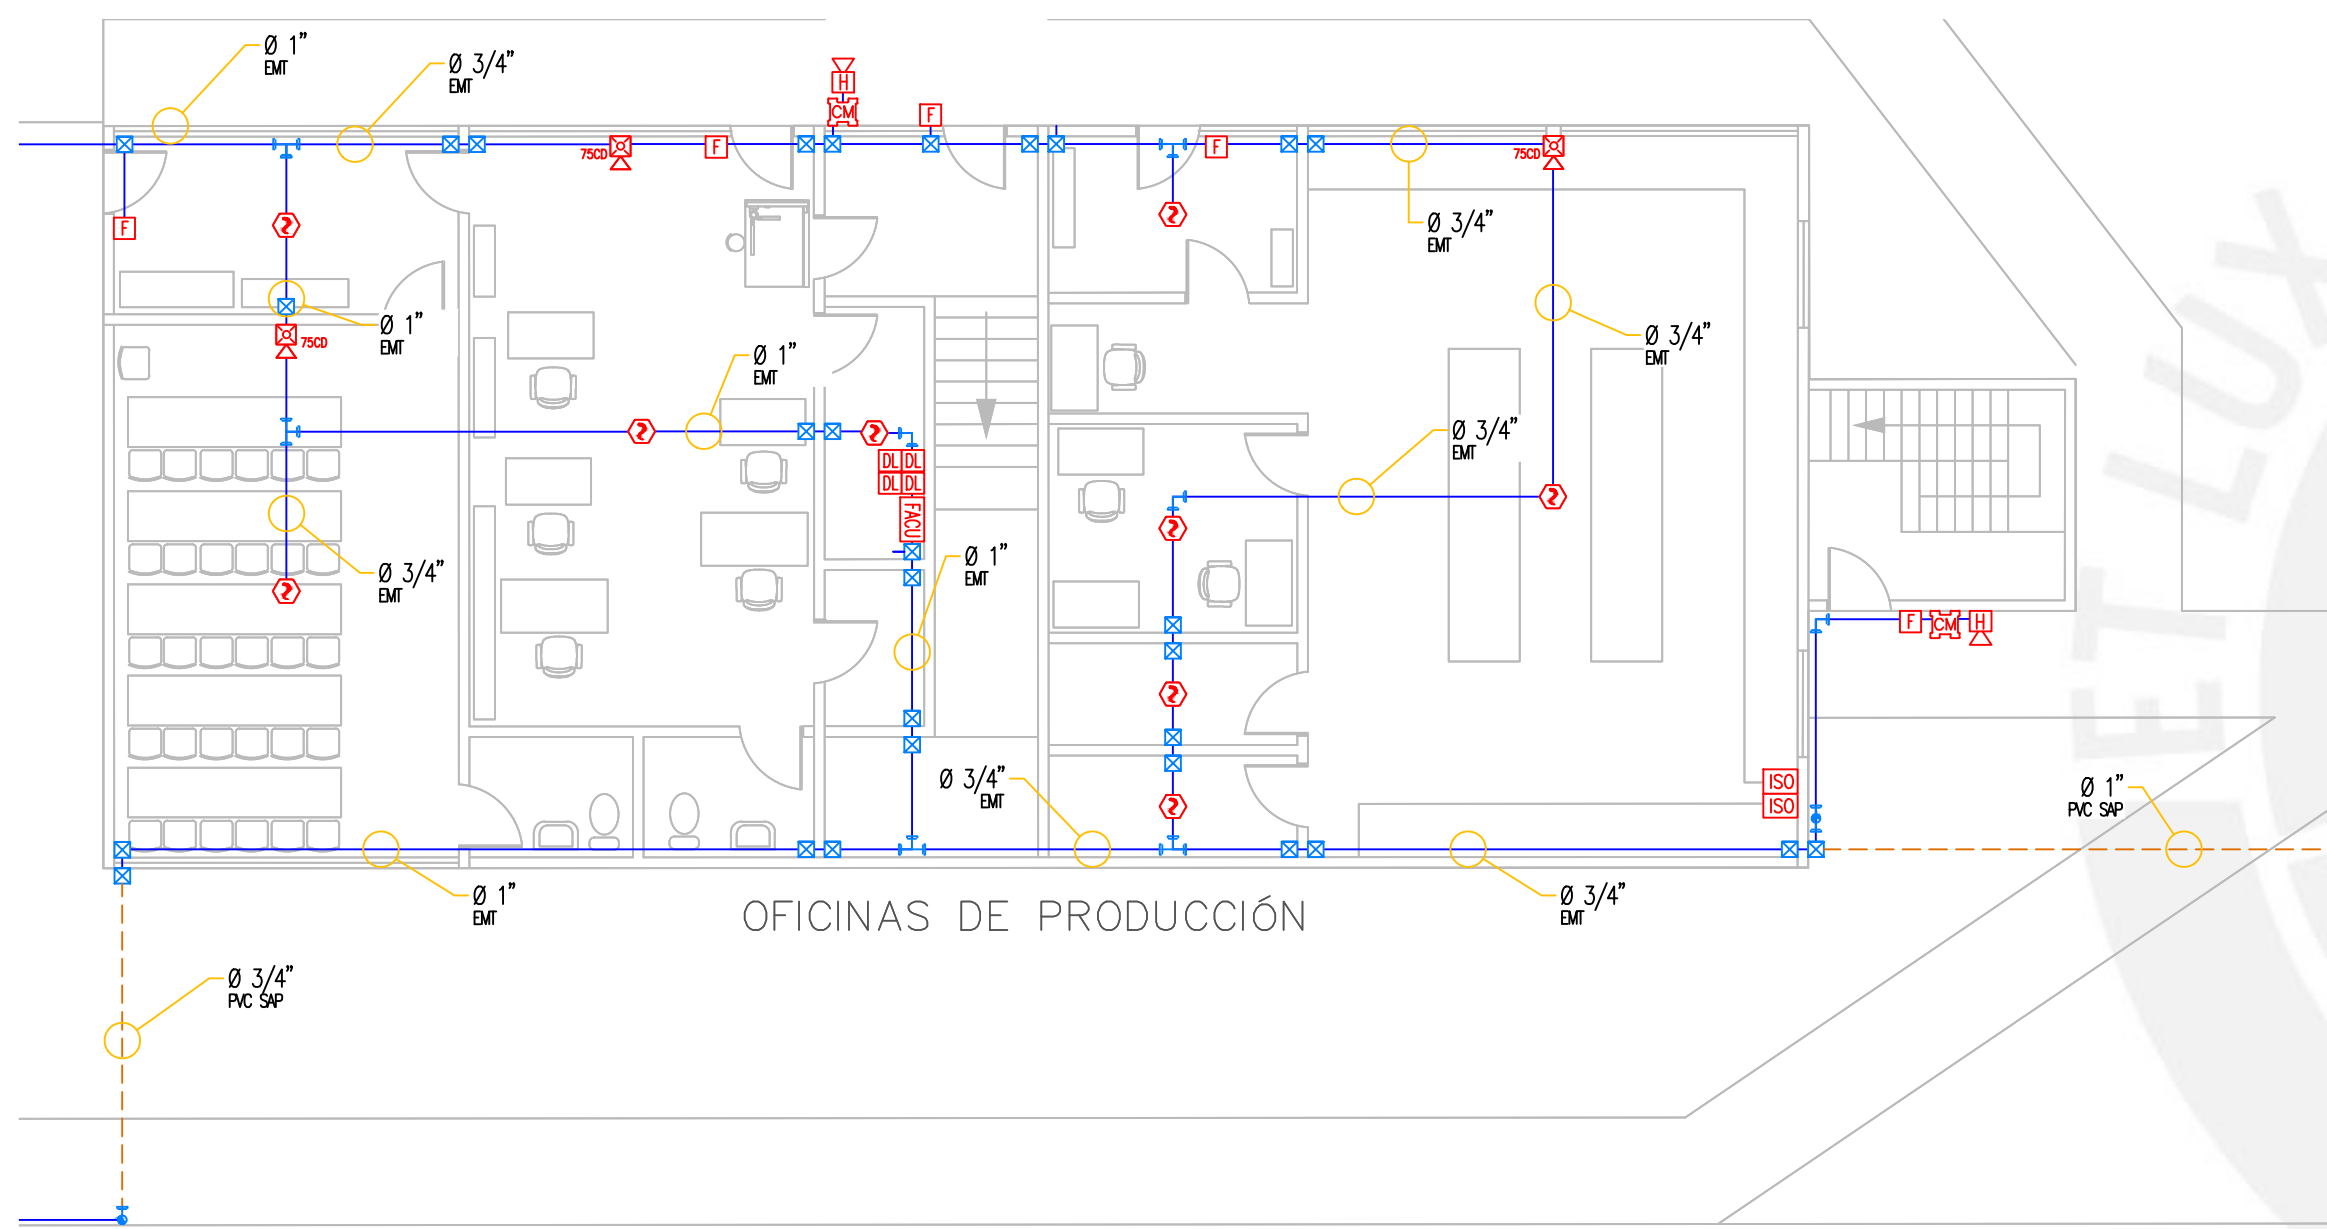 Ø 1"
EMT
Ø 3/4"
EMT
H
CM
F
75CD
F
F
75CD
F
Ø 3/4"
EMT
Ø 1"
EMT
75CD
Ø 3/4"
EMT
Ø 1"
EMT
Ø 3/4"
EMT
DL DL
DL DL
FACU
Ø 1"
EMT
Ø 3/4"
EMT
F
CM
H
Ø 3/4"
EMT
ISO
ISO
Ø 1"
PVC SAP
Ø 1"
EMT
Ø 3/4"
EMT
OFICINAS DE PRODUCCIÓN
Ø 3/4"
PVC SAP
ET LUX